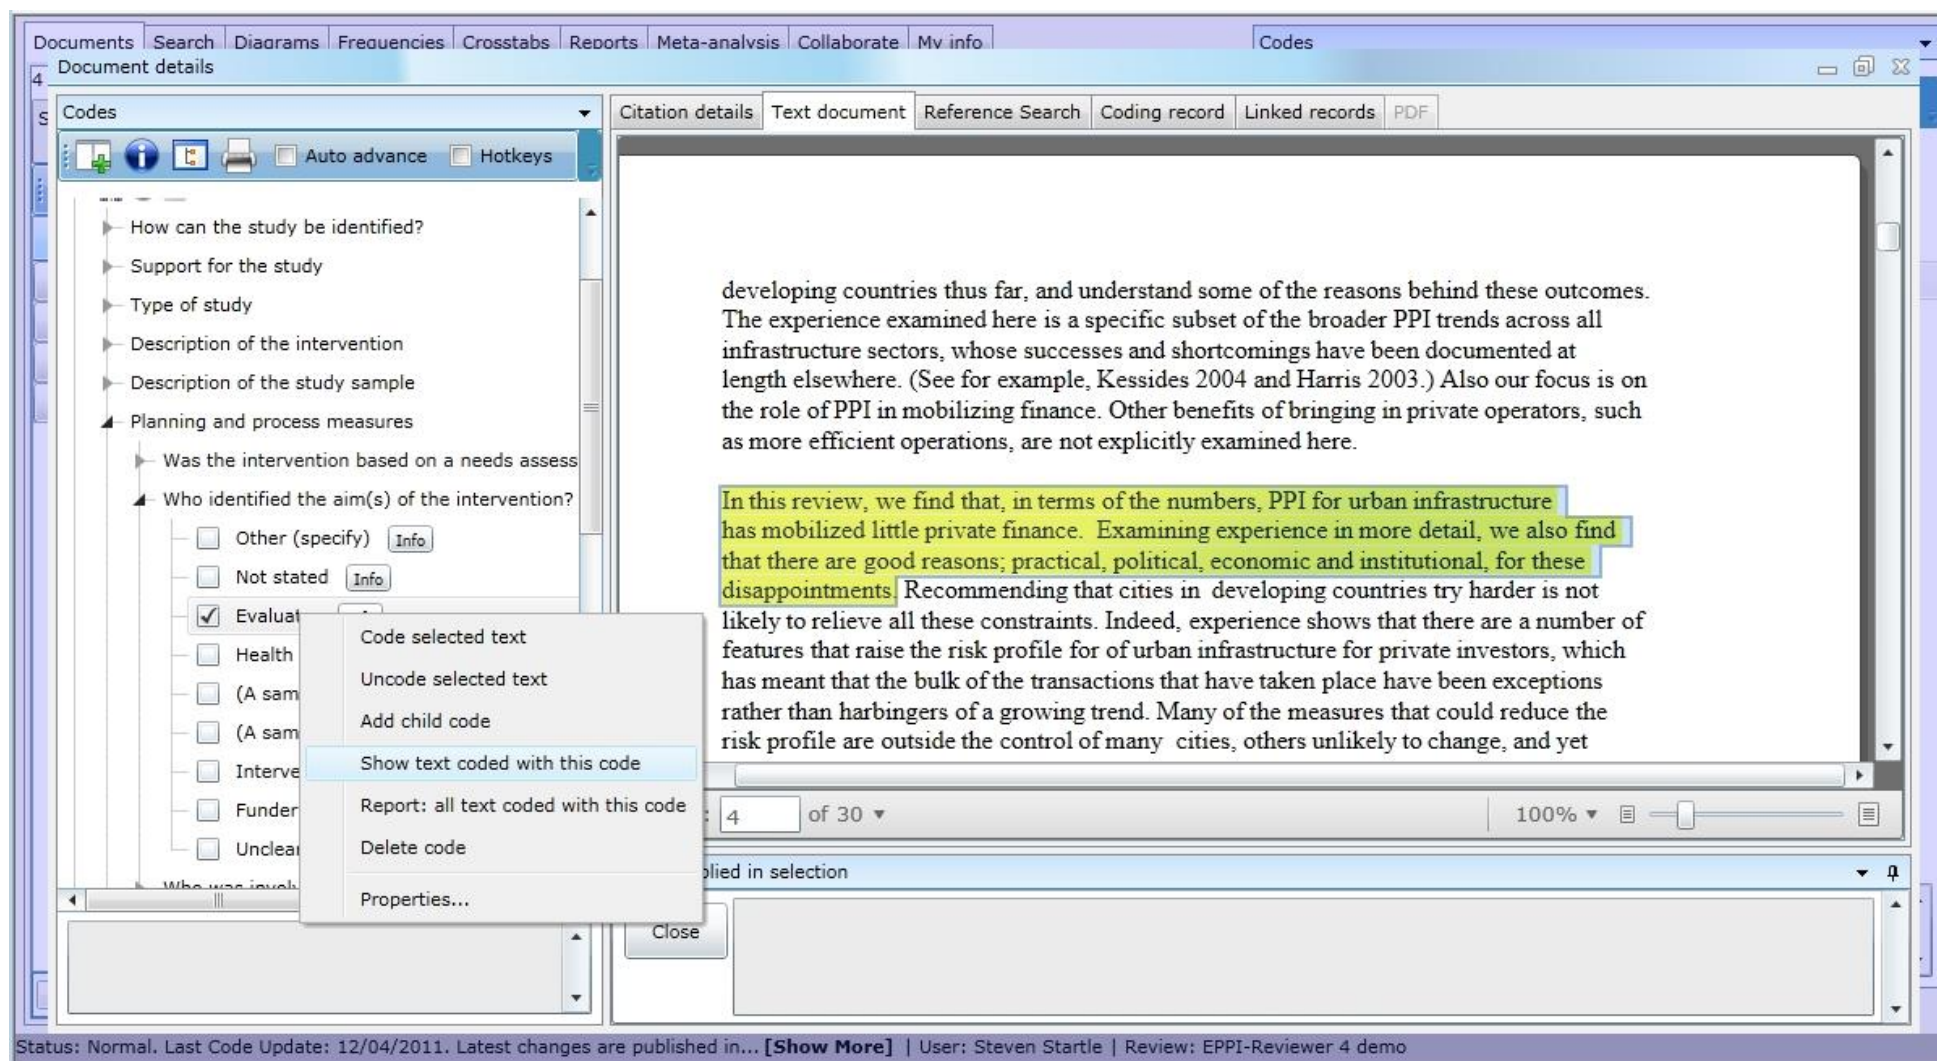 Documents Search Diagrams Frequencies Crosstabs Reports Meta-analysis Collaborate My info Codes
4
Document details
S
Codes
Auto advance Hotkeys
How can the study be identified?
Support for the study
Type of study
Description of the intervention
Description of the study sample
Planning and process measures
Was the intervention based on a needs assess
Who identified the aim(s) of the intervention?
Other (specify) Info
Not stated Info
Evaluat
Health
(A sam
(A sam
Interve
Funder
Unclear
Who was involv
Code selected text
Uncode selected text
Add child code
Show text coded with this code
Report: all text coded with this code
Delete code
Properties...
Citation details Text document Reference Search Coding record Linked records PDF
developing countries thus far, and understand some of the reasons behind these outcomes.
The experience examined here is a specific subset of the broader PPI trends across all
infrastructure sectors, whose successes and shortcomings have been documented at
length elsewhere. (See for example, Kessides 2004 and Harris 2003.) Also our focus is on
the role of PPI in mobilizing finance. Other benefits of bringing in private operators, such
as more efficient operations, are not explicitly examined here.
In this review, we find that, in terms of the numbers, PPI for urban infrastructure
has mobilized little private finance. Examining experience in more detail, we also find
that there are good reasons; practical, political, economic and institutional, for these
disappointments. Recommending that cities in developing countries try harder is not
likely to relieve all these constraints. Indeed, experience shows that there are a number of
features that raise the risk profile for of urban infrastructure for private investors, which
has meant that the bulk of the transactions that have taken place have been exceptions
rather than harbingers of a growing trend. Many of the measures that could reduce the
risk profile are outside the control of many cities, others unlikely to change, and yet
: 4 of 30 100%
plied in selection
Close
Status: Normal. Last Code Update: 12/04/2011. Latest changes are published in... [Show More] | User: Steven Startle | Review: EPPI-Reviewer 4 demo